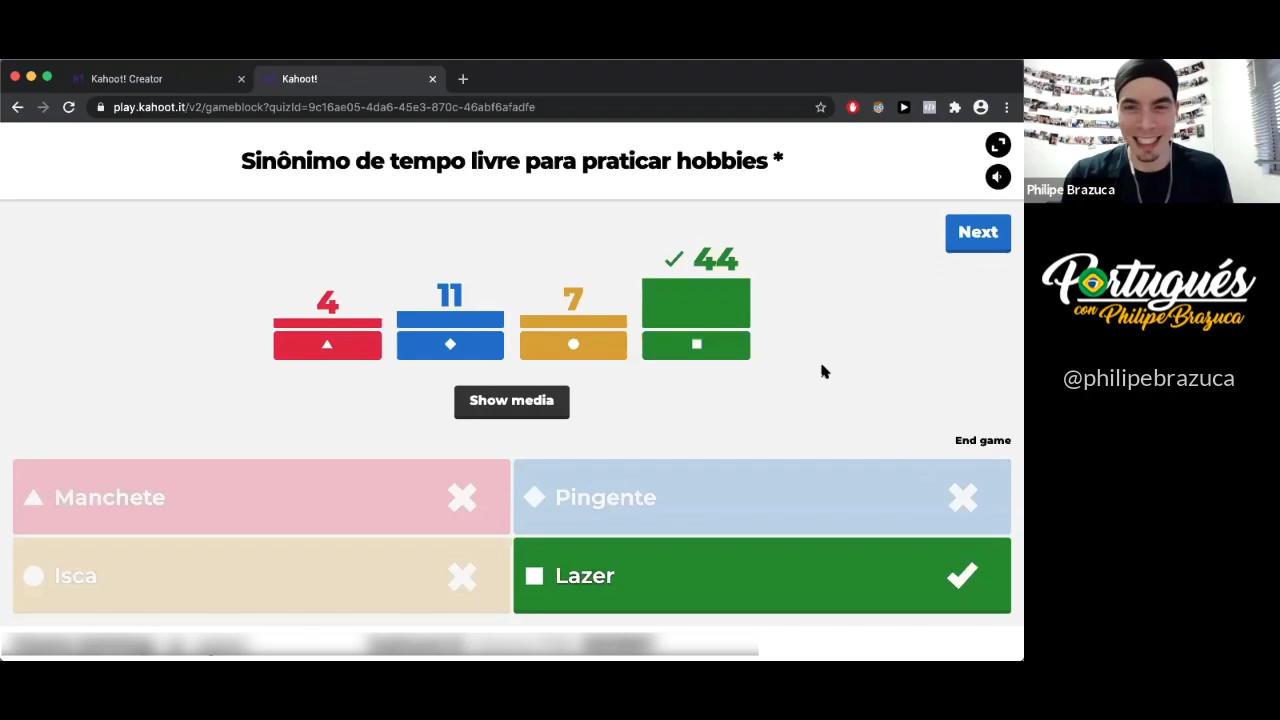 Kahoot! Creator
Kahoot!
play.kahoot.it/v2/gameblock?quizId=9c16ae05-4da6-45e3-870c-46abf6afadfe
Sinônimo de tempo livre para praticar hobbies *
Philipe Brazuca
Next
4
11
7
44
Show media
End game
Manchete
Pingente
Isca
Lazer
Portugués
con Philipe Brazuca
@philipebrazuca